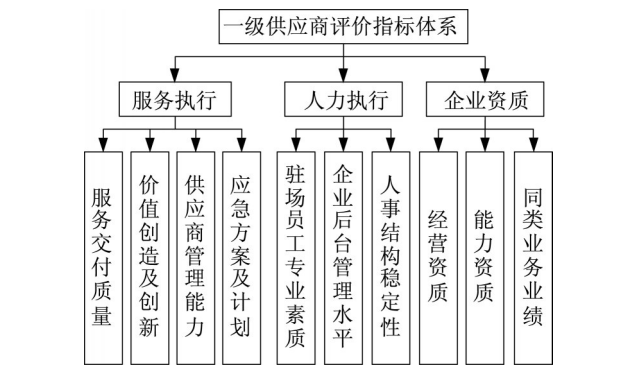 一级供应商评价指标体系
服务执行
人力执行
企业资质
服务交付质量
价值创造及创新
供应商管理能力
应急方案及计划
驻场员工专业素质
企业后台管理水平
人事结构稳定性
经营资质
能力资质
同类业务业绩